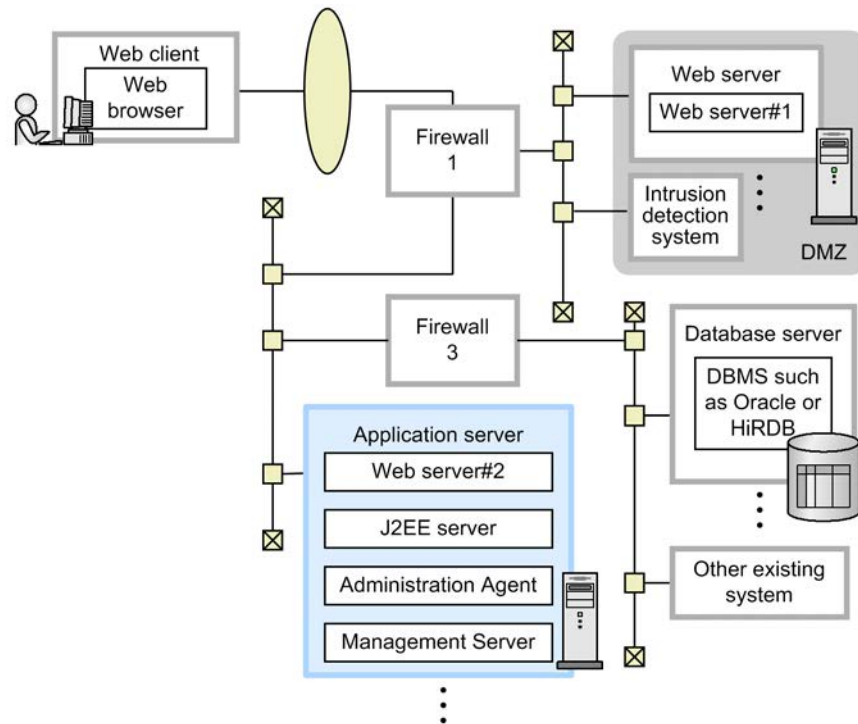 Web client
Web
browser
Firewall
1
Web server
Web server#1
Intrusion
detection
system
DMZ
Firewall
3
Database server
DBMS such
as Oracle or
HiRDB
Application server
Web server#2
J2EE server
Administration Agent
Management Server
Other existing
system